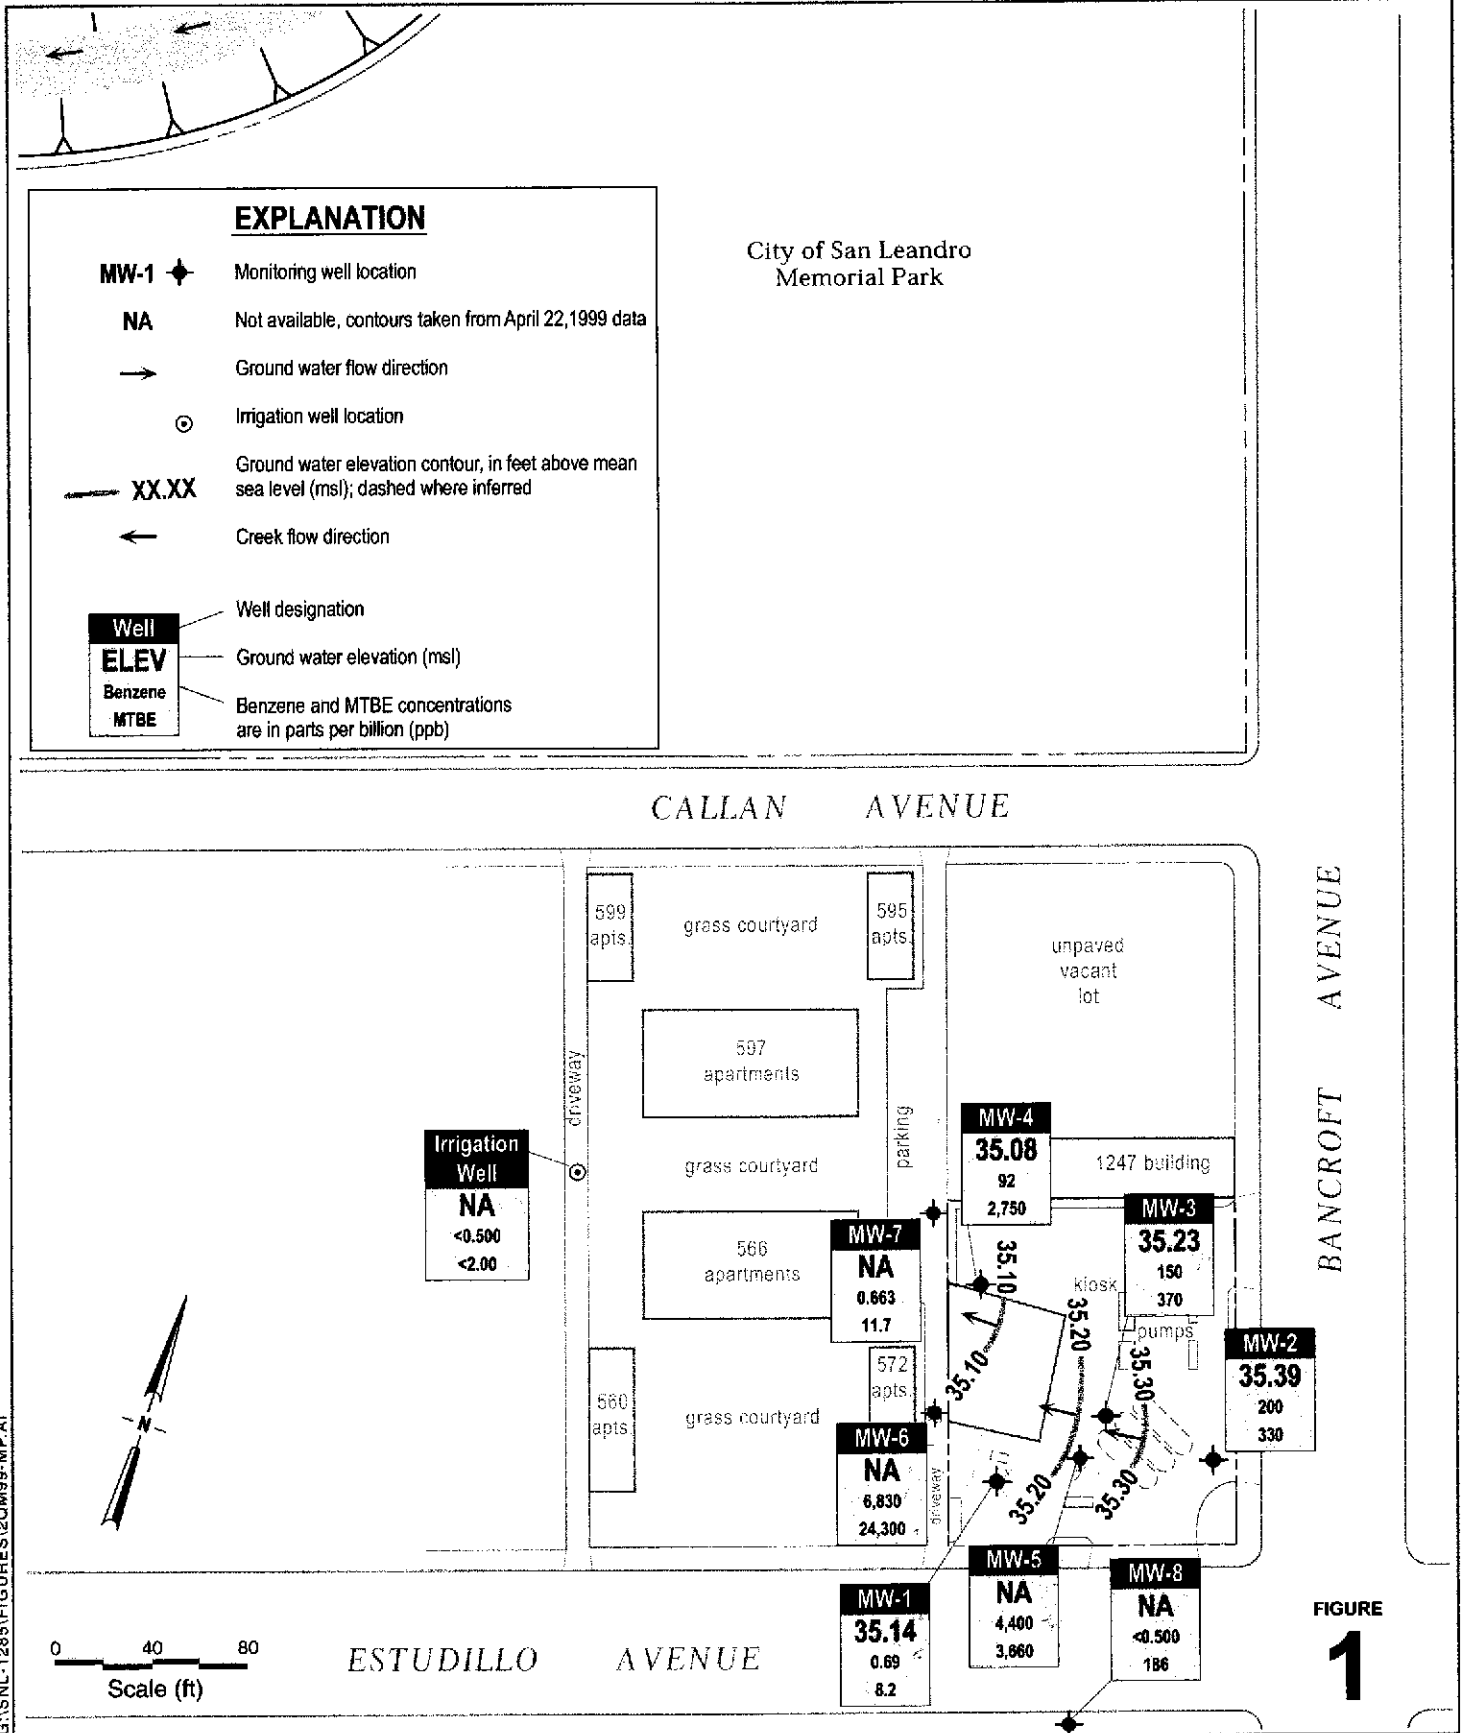 EXPLANATION
MW-1
Monitoring well location
NA
Not available, contours taken from April 22,1999 data
Ground water flow direction
Irrigation well location
XX.XX
Ground water elevation contour, in feet above mean
sea level (msl); dashed where inferred
Creek flow direction
Well
ELEV
Benzene
MTBE
Well designation
Ground water elevation (msl)
Benzene and MTBE concentrations
are in parts per billion (ppb)
City of San Leandro
Memorial Park
CALLAN AVENUE
BANCROFT AVENUE
599
apts.
grass courtyard
595
apts.
unpaved
vacant
lot
597
apartments
driveway
parking
Irrigation
Well
NA
<0.500
<2.00
grass courtyard
MW-4
35.08
92
2,750
1247 building
MW-7
NA
0.663
11.7
566
apartments
MW-3
35.23
150
370
kiosk
pumps
35.10
35.10
35.20
35.20
35.30
35.30
MW-2
35.39
200
330
560
apts.
grass courtyard
572
apts.
MW-6
NA
6,830
24,300
driveway
MW-1
35.14
0.69
8.2
MW-5
NA
4,400
3,660
MW-8
NA
<0.500
186
N
0 40 80
Scale (ft)
ESTUDILLO AVENUE
FIGURE
1
G:\SNL-1285\FIGURES\2QM99-MP.AI